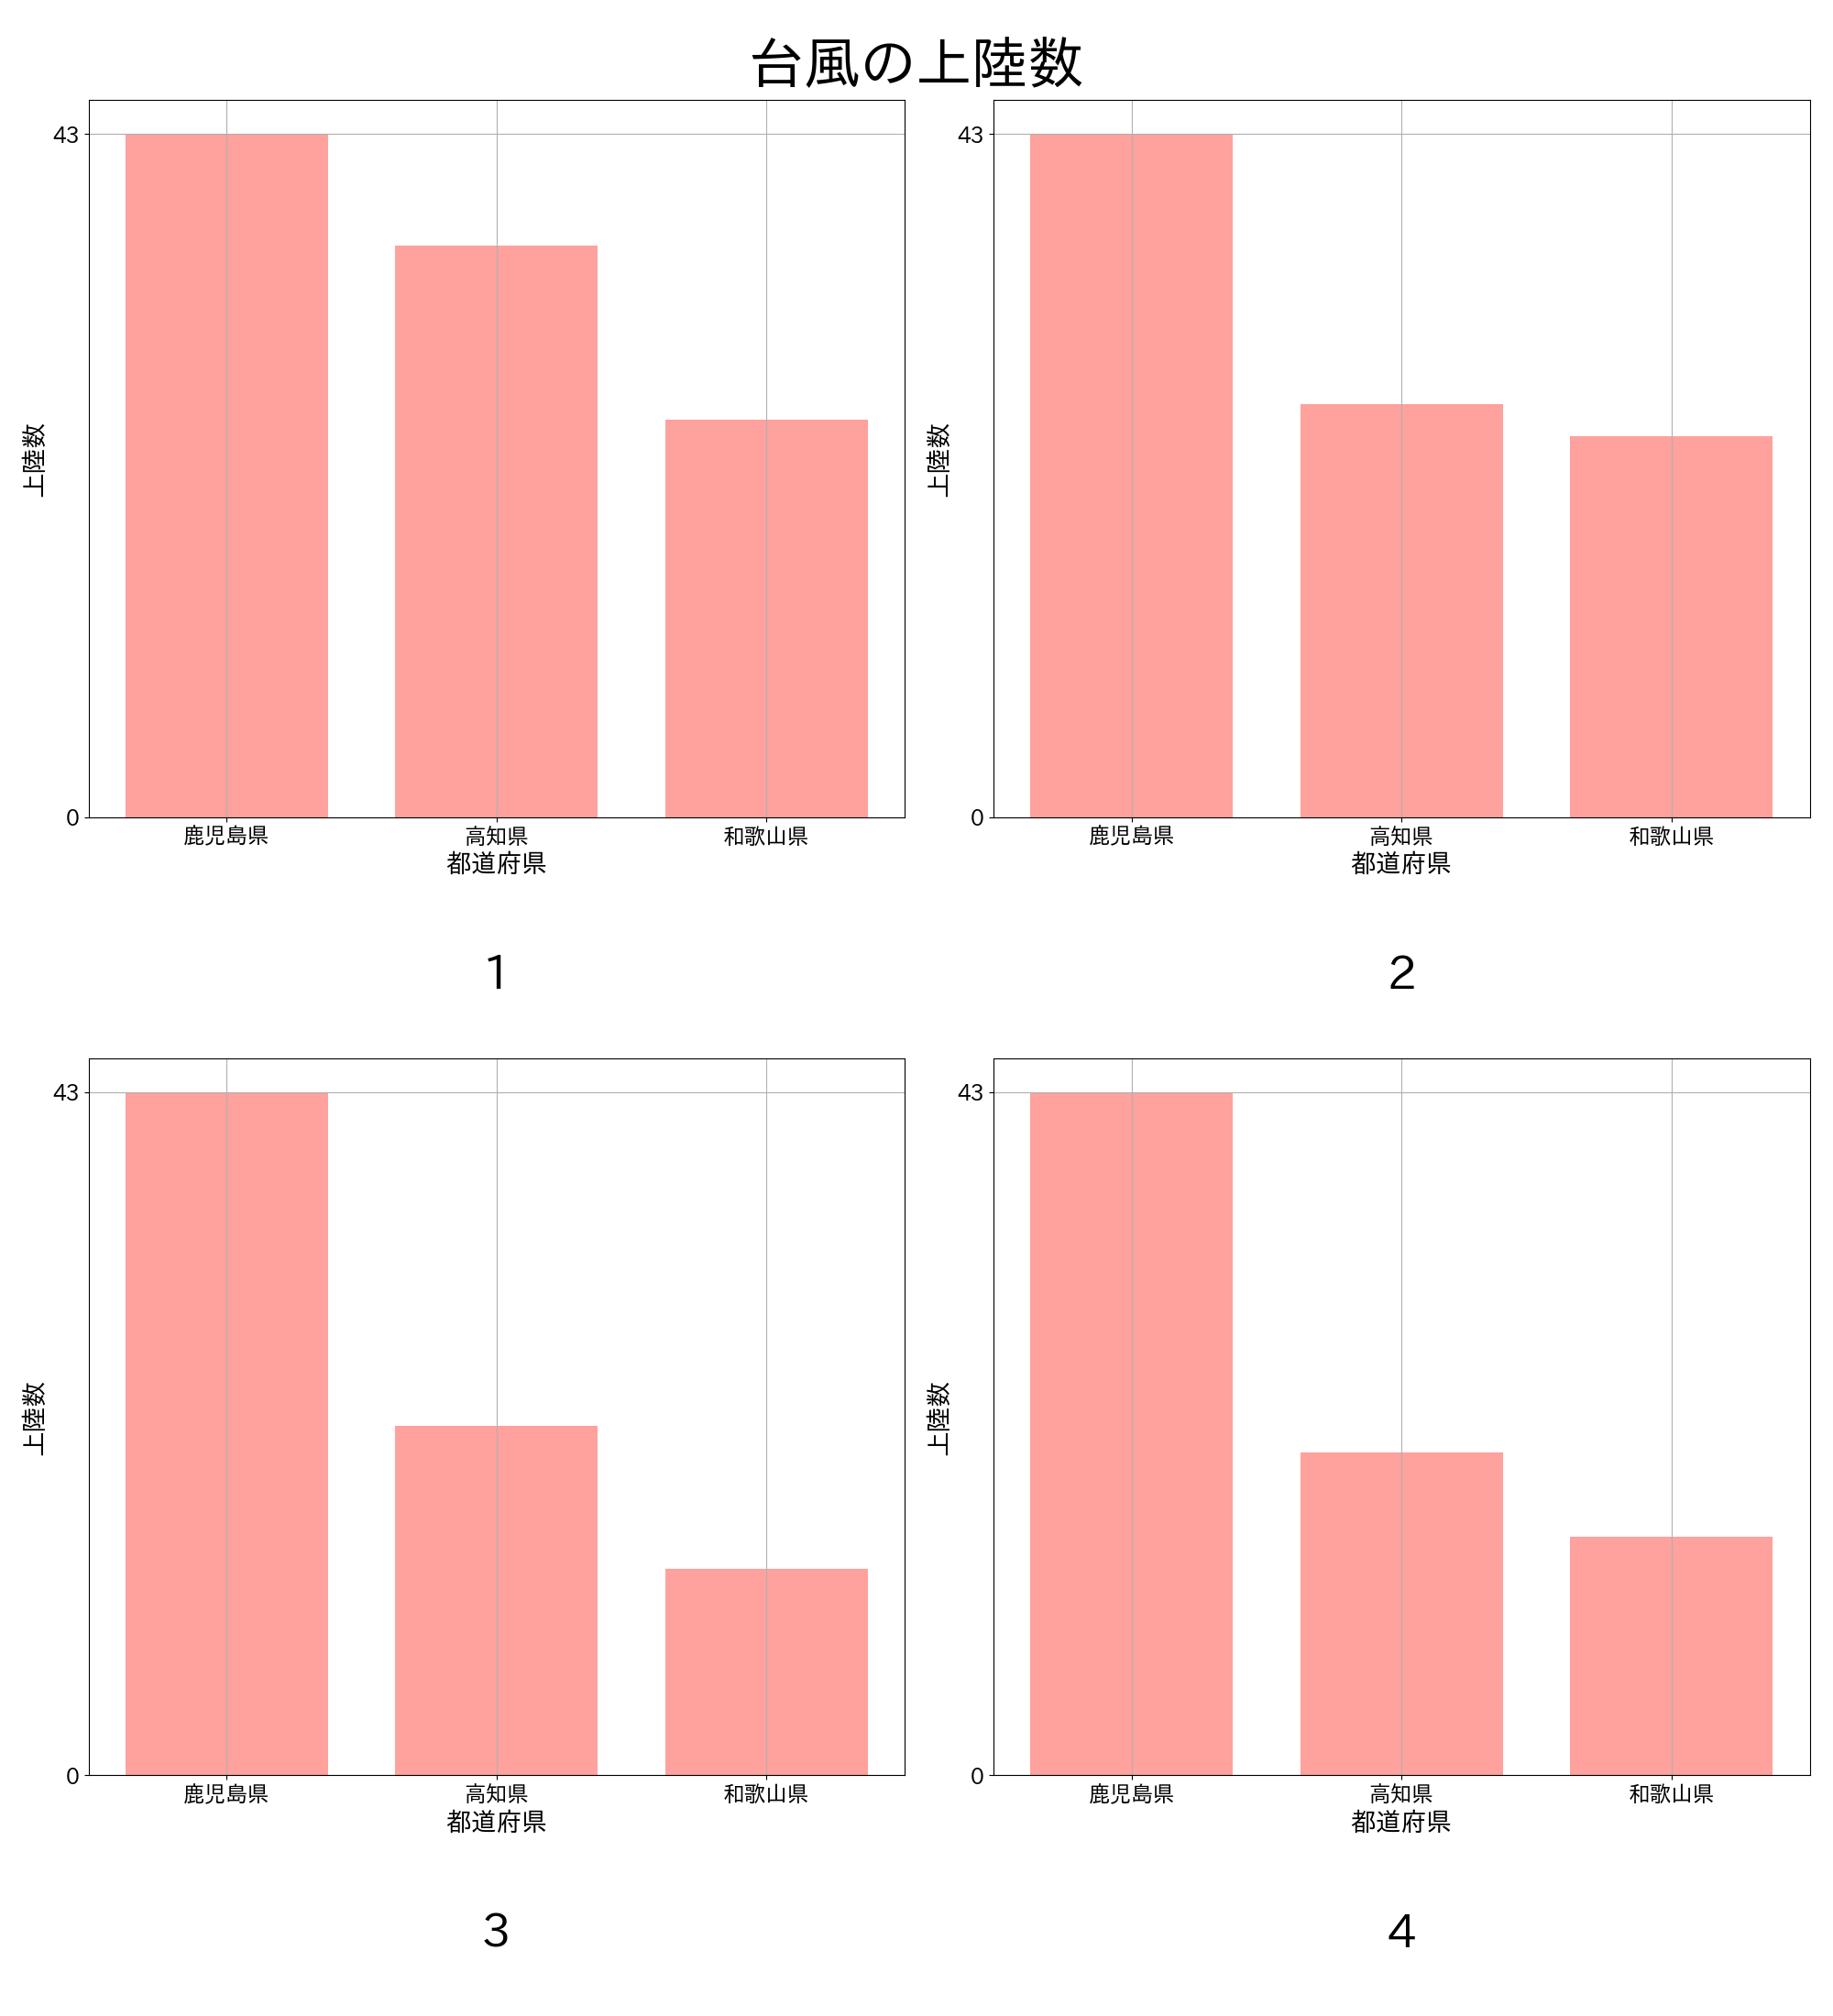 台風の上陸数
43
0
上陸数
鹿児島県 高知県 和歌山県
都道府県
1
43
0
上陸数
鹿児島県 高知県 和歌山県
都道府県
2
43
0
上陸数
鹿児島県 高知県 和歌山県
都道府県
3
43
0
上陸数
鹿児島県 高知県 和歌山県
都道府県
4